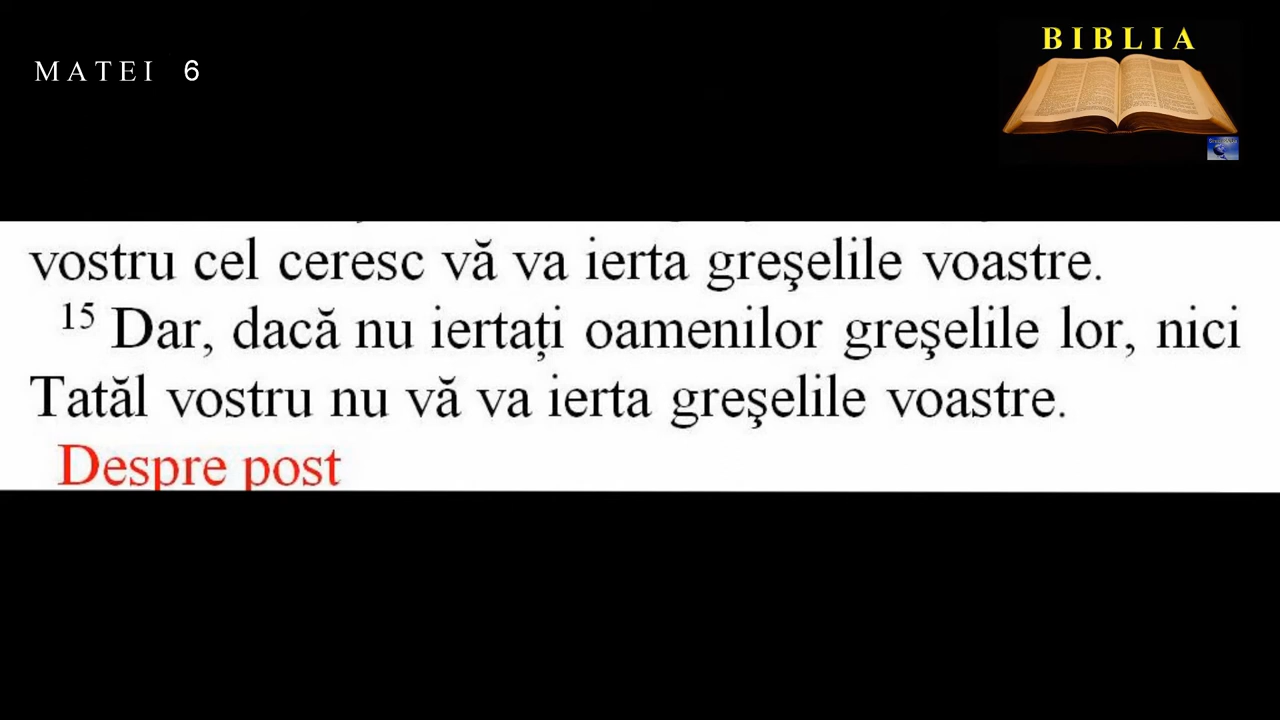 BIBLIA
MATEI 6
vostru cel ceresc vă va ierta greşelile voastre.
15 Dar, dacă nu iertaţi oamenilor greşelile lor, nici
Tatăl vostru nu vă va ierta greşelile voastre.
Despre post